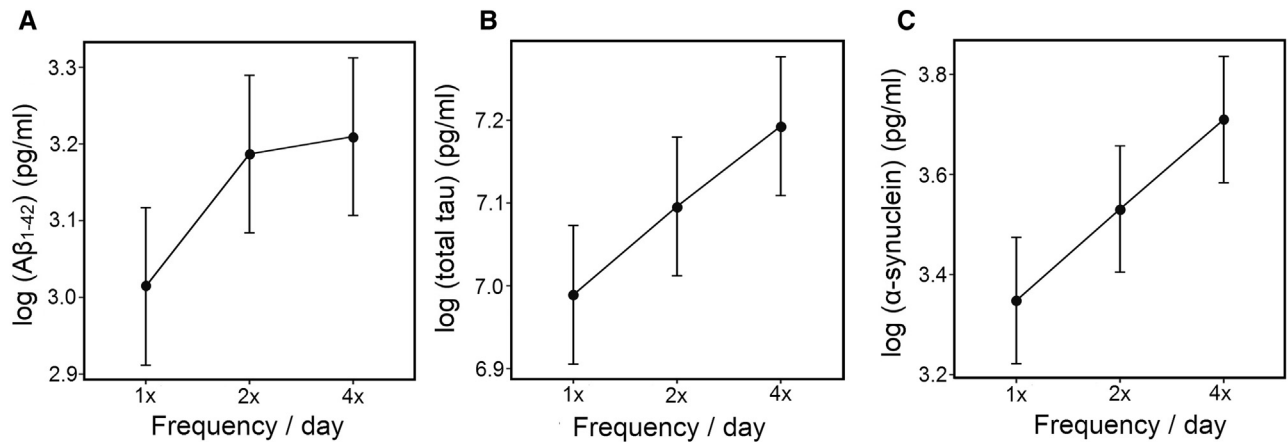 A
log (Aβ1-42) (pg/ml)
3.3
3.2
3.1
3.0
2.9
1x 2x 4x
Frequency / day
B
log (total tau) (pg/ml)
7.2
7.1
7.0
6.9
1x 2x 4x
Frequency / day
C
log (α-synuclein) (pg/ml)
3.8
3.6
3.4
3.2
1x 2x 4x
Frequency / day